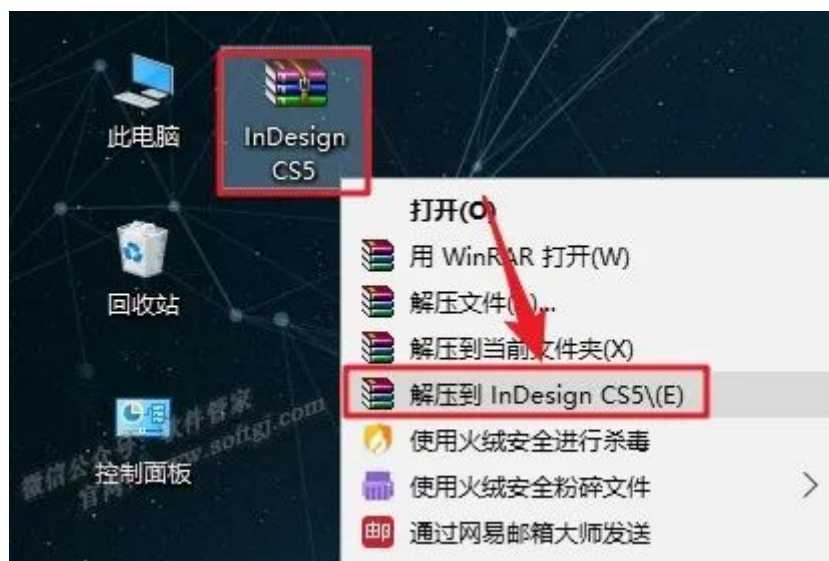 此电脑
InDesign
CS5
回收站
控制面板
打开(O)
用 WinRAR 打开(W)
解压文件
解压到当前文件夹(X)
解压到 InDesign CS5\(E)
使用火绒安全进行杀毒
使用火绒安全粉碎文件
邮
通过网易邮箱大师发送